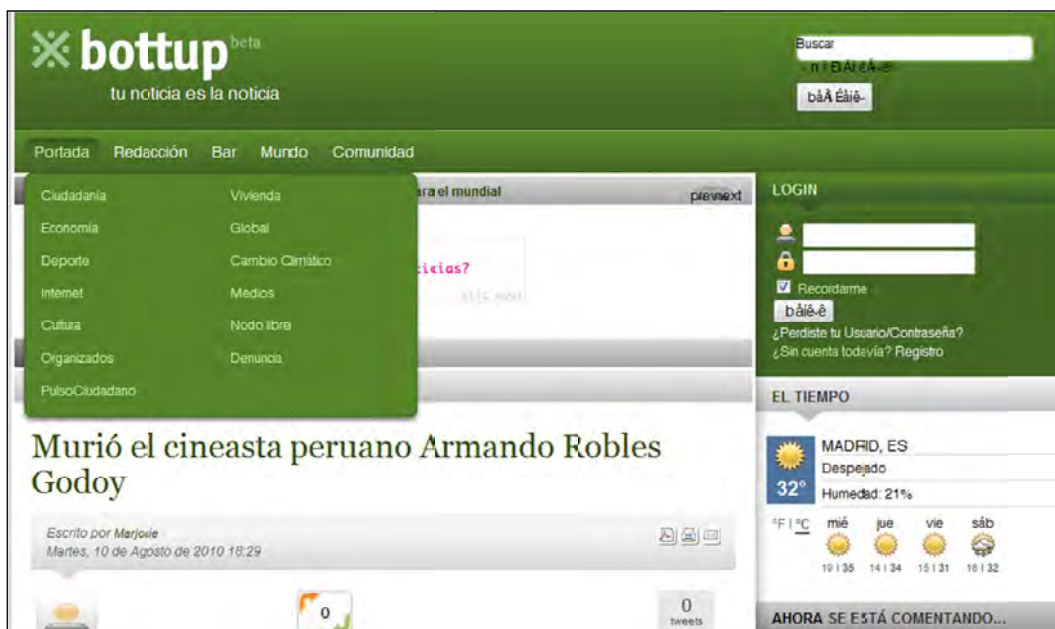 bottup beta
tu noticia es la noticia
Buscar
Portada Redacción Bar Mundo Comunidad
Ciudadanía Vivienda
Economía Global
Deporte Cambio Climático
Internet Medios
Cultura Nodo libre
Organizados Denuncia
PulsoCiudadano
el mundial
next
LOGIN
Recordarme
¿Perdiste tu Usuario/Contraseña?
¿Sin cuenta todavía? Registro
EL TIEMPO
MADRID, ES
Despejado
32°
Humedad: 21%
°F | °C mié jue vie sáb
19 | 35 14 | 34 15 | 31 16 | 32
Murió el cineasta peruano Armando Robles
Godoy
Escrito por Marjorie
Martes, 10 de Agosto de 2010 18:29
0
0
tweets
AHORA SE ESTÁ COMENTANDO...